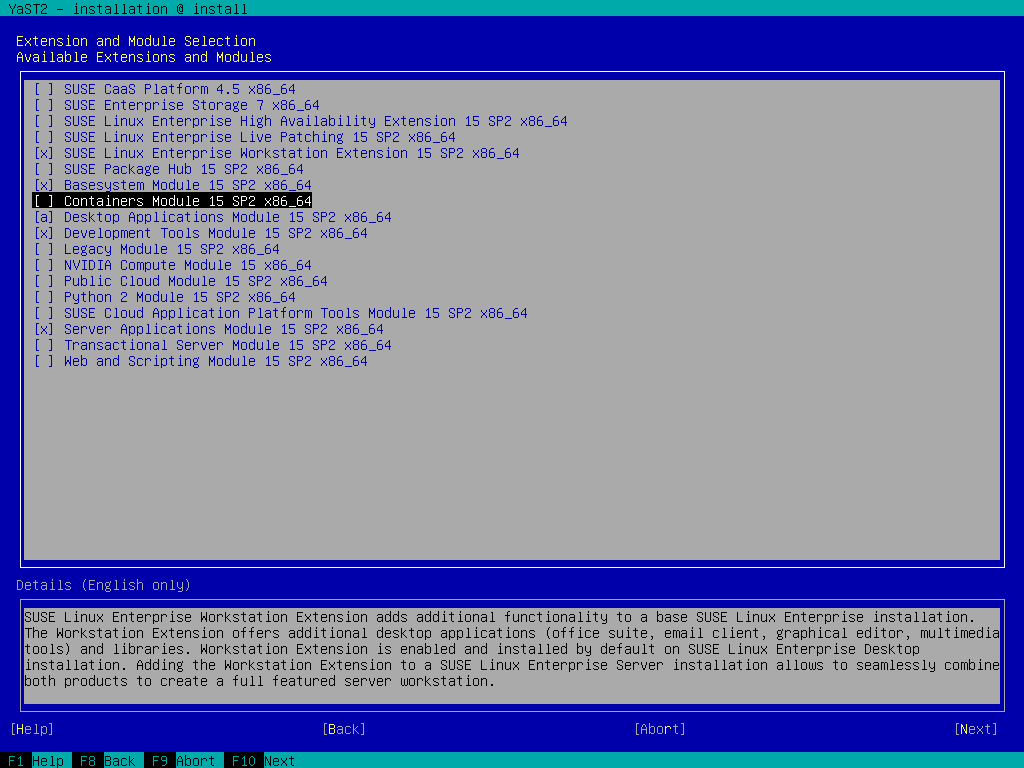 YaST2 - installation @ install
Extension and Module Selection
Available Extensions and Modules
[ ] SUSE CaaS Platform 4.5 x86_64
[ ] SUSE Enterprise Storage 7 x86_64
[ ] SUSE Linux Enterprise High Availability Extension 15 SP2 x86_64
[ ] SUSE Linux Enterprise Live Patching 15 SP2 x86_64
[x] SUSE Linux Enterprise Workstation Extension 15 SP2 x86_64
[ ] SUSE Package Hub 15 SP2 x86_64
[x] Basesystem Module 15 SP2 x86_64
[ ] Containers Module 15 SP2 x86_64
[a] Desktop Applications Module 15 SP2 x86_64
[x] Development Tools Module 15 SP2 x86_64
[ ] Legacy Module 15 SP2 x86_64
[ ] NVIDIA Compute Module 15 x86_64
[ ] Public Cloud Module 15 SP2 x86_64
[ ] Python 2 Module 15 SP2 x86_64
[ ] SUSE Cloud Application Platform Tools Module 15 SP2 x86_64
[x] Server Applications Module 15 SP2 x86_64
[ ] Transactional Server Module 15 SP2 x86_64
[ ] Web and Scripting Module 15 SP2 x86_64
Details (English only)
SUSE Linux Enterprise Workstation Extension adds additional functionality to a base SUSE Linux Enterprise installation.
The Workstation Extension offers additional desktop applications (office suite, email client, graphical editor, multimedia
tools) and libraries. Workstation Extension is enabled and installed by default on SUSE Linux Enterprise Desktop
installation. Adding the Workstation Extension to a SUSE Linux Enterprise Server installation allows to seamlessly combine
both products to create a full featured server workstation.
[Help] [Back] [Abort] [Next]
F1 Help F8 Back F9 Abort F10 Next